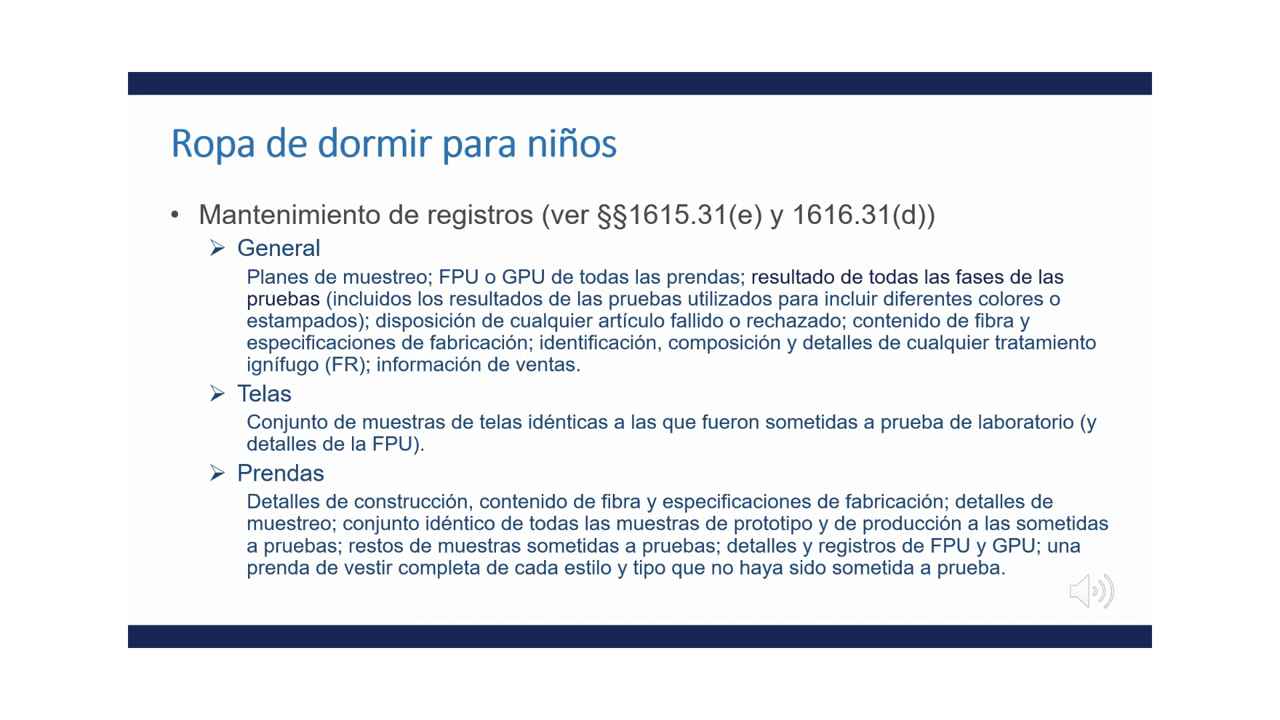 Ropa de dormir para niños
• Mantenimiento de registros (ver §§1615.31(e) y 1616.31(d))
➢ General
Planes de muestreo; FPU o GPU de todas las prendas; resultado de todas las fases de las
pruebas (incluidos los resultados de las pruebas utilizados para incluir diferentes colores o
estampados); disposición de cualquier artículo fallido o rechazado; contenido de fibra y
especificaciones de fabricación; identificación, composición y detalles de cualquier tratamiento
ignífugo (FR); información de ventas.
➢ Telas
Conjunto de muestras de telas idénticas a las que fueron sometidas a prueba de laboratorio (y
detalles de la FPU).
➢ Prendas
Detalles de construcción, contenido de fibra y especificaciones de fabricación; detalles de
muestreo; conjunto idéntico de todas las muestras de prototipo y de producción a las sometidas
a pruebas; restos de muestras sometidas a pruebas; detalles y registros de FPU y GPU; una
prenda de vestir completa de cada estilo y tipo que no haya sido sometida a prueba.